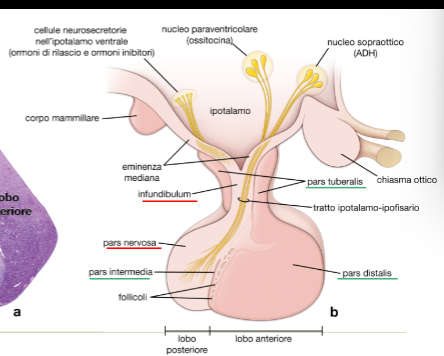 cellule neurosecretorie
nell'ipotalamo ventrale
(ormoni di rilascio e ormoni inibitori)
nucleo paraventricolare
(ossitocina)
nucleo sopraottico
(ADH)
corpo mammillare
ipotalamo
eminenza
mediana
infundibulum
pars tuberalis
chiasma ottico
tratto ipotalamo-ipofisario
pars nervosa
pars intermedia
pars distalis
follicoli
a
b
lobo
posteriore
lobo anteriore